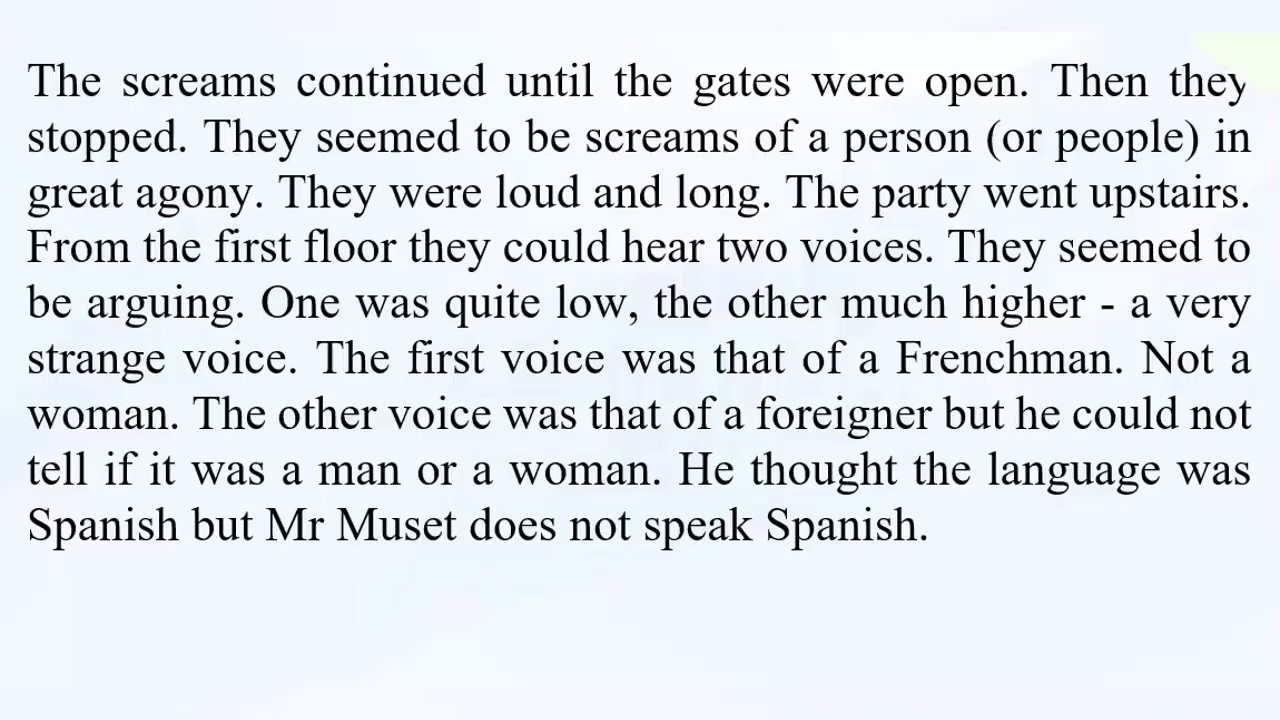 The screams continued until the gates were open. Then they
stopped. They seemed to be screams of a person (or people) in
great agony. They were loud and long. The party went upstairs.
From the first floor they could hear two voices. They seemed to
be arguing. One was quite low, the other much higher - a very
strange voice. The first voice was that of a Frenchman. Not a
woman. The other voice was that of a foreigner but he could not
tell if it was a man or a woman. He thought the language was
Spanish but Mr Muset does not speak Spanish.